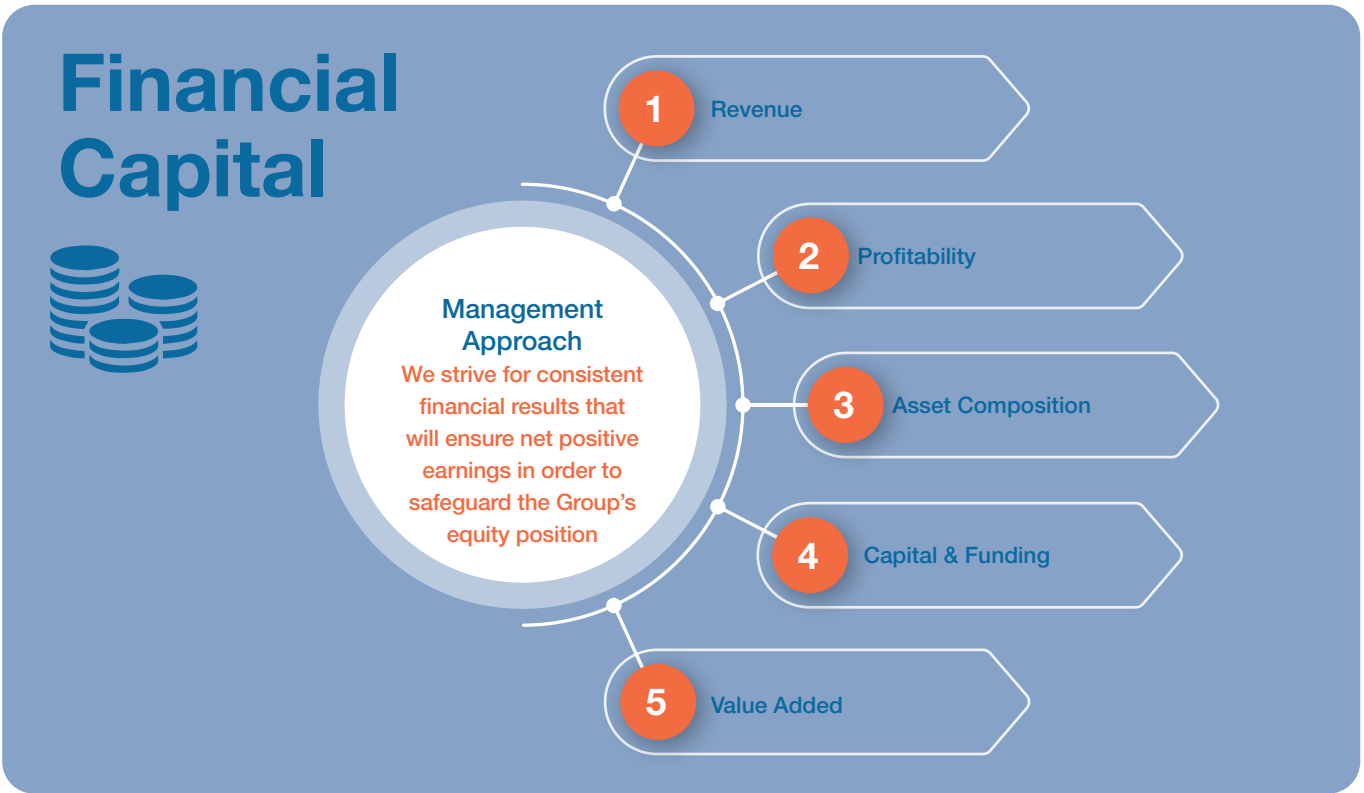 Financial
Capital
1
Revenue
2
Profitability
Management
Approach
We strive for consistent
financial results that
will ensure net positive
earnings in order to
safeguard the Group’s
equity position
3
Asset Composition
4
Capital & Funding
5
Value Added